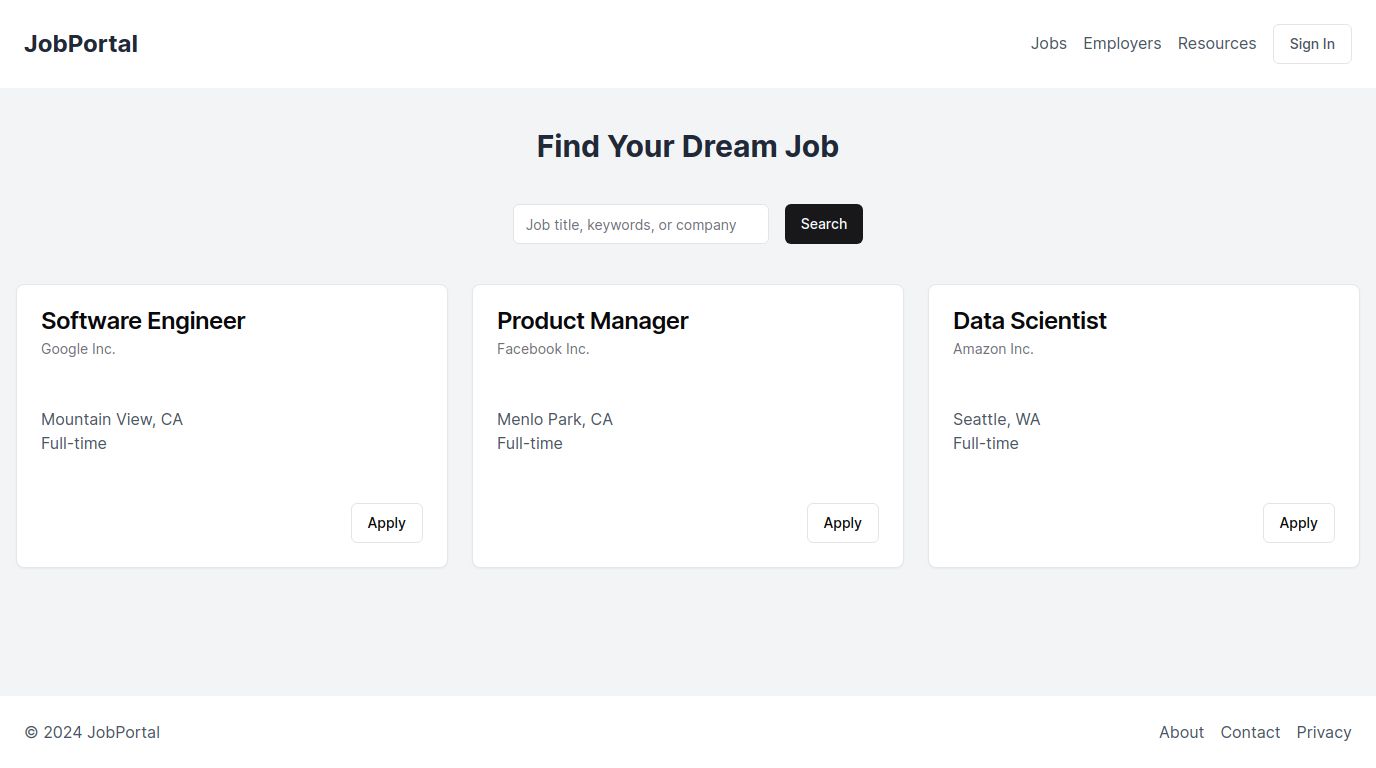 JobPortal
Jobs
Employers
Resources
Sign In
Find Your Dream Job
Job title, keywords, or company
Search
Software Engineer
Google Inc.
Mountain View, CA
Full-time
Apply
Product Manager
Facebook Inc.
Menlo Park, CA
Full-time
Apply
Data Scientist
Amazon Inc.
Seattle, WA
Full-time
Apply
© 2024 JobPortal
About
Contact
Privacy